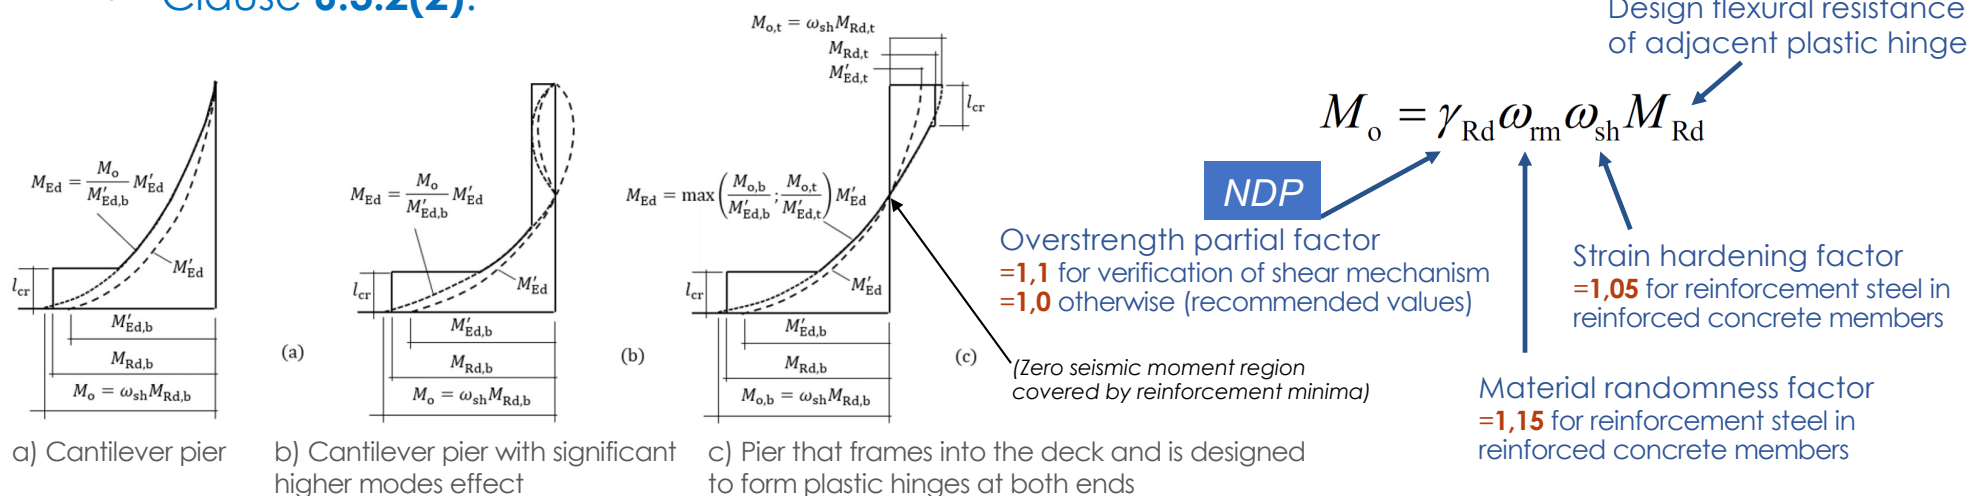 Clause 6.3.2(2):
M_Ed = M_o / M'_Ed,b M'_Ed
M'_Ed
l_cr
M'_Ed,b
M_Rd,b
M_o = ω_sh M_Rd,b
(a)
a) Cantilever pier
M_Ed = M_o / M'_Ed,b M'_Ed
M'_Ed
l_cr
M'_Ed,b
M_Rd,b
M_o = ω_sh M_Rd,b
(b)
b) Cantilever pier with significant
higher modes effect
M_o,t = ω_sh M_Rd,t
M_Rd,t
M'_Ed,t
l_cr
M_Ed = max(M_o,b / M'_Ed,b ; M_o,t / M'_Ed,t) M'_Ed
M'_Ed
l_cr
M'_Ed,b
M_Rd,b
M_o,b = ω_sh M_Rd,b
(c)
c) Pier that frames into the deck and is designed
to form plastic hinges at both ends
(Zero seismic moment region
covered by reinforcement minima)
Design flexural resistance
of adjacent plastic hinge
M_o = γ_Rd ω_rm ω_sh M_Rd
NDP
Overstrength partial factor
=1,1 for verification of shear mechanism
=1,0 otherwise (recommended values)
Strain hardening factor
=1,05 for reinforcement steel in
reinforced concrete members
Material randomness factor
=1,15 for reinforcement steel in
reinforced concrete members